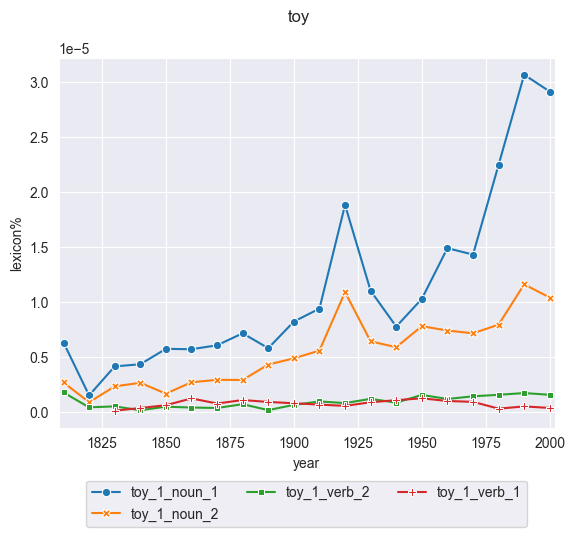 toy
1e−5
3.0
2.5
2.0
1.5
1.0
0.5
0.0
lexicon%
1825 1850 1875 1900 1925 1950 1975 2000
year
toy_1_noun_1 toy_1_verb_2 toy_1_verb_1
toy_1_noun_2